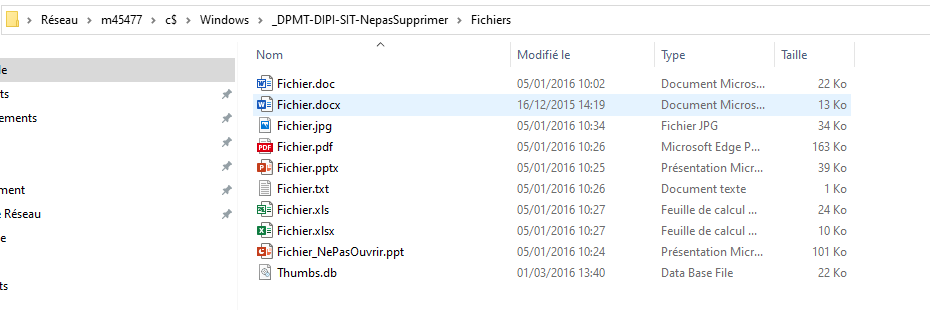 Réseau > m45477 > c$ > Windows > _DPMT-DIPI-SIT-NepasSupprimer > Fichiers
Nom Modifié le Type Taille
Fichier.doc 05/01/2016 10:02 Document Micros... 22 Ko
Fichier.docx 16/12/2015 14:19 Document Micros... 13 Ko
Fichier.jpg 05/01/2016 10:34 Fichier JPG 34 Ko
Fichier.pdf 05/01/2016 10:26 Microsoft Edge P... 163 Ko
Fichier.pptx 05/01/2016 10:25 Présentation Micr... 39 Ko
Fichier.txt 05/01/2016 10:26 Document texte 1 Ko
Fichier.xls 05/01/2016 10:27 Feuille de calcul ... 24 Ko
Fichier.xlsx 05/01/2016 10:27 Feuille de calcul ... 10 Ko
Fichier_NePasOuvrir.ppt 05/01/2016 10:24 Présentation Micr... 101 Ko
Thumbs.db 01/03/2016 13:40 Data Base File 22 Ko
le
ts
ements
ment
e Réseau
e
ts